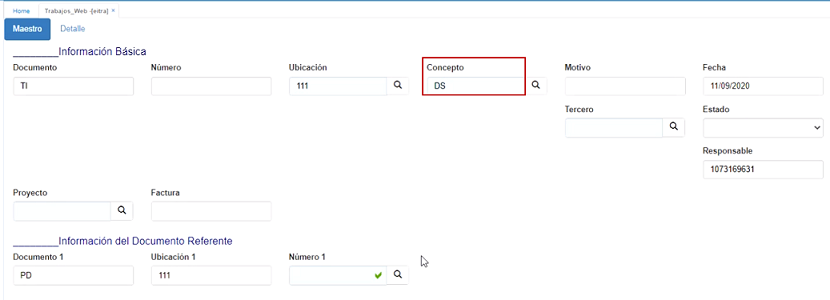 Home Trabajos_Web -[eitra] ×
Maestro Detalle
________Información Básica
Documento Número Ubicación Concepto Motivo Fecha
TI 111 DS 11/09/2020
Tercero Estado
Responsable
1073169631
Proyecto Factura
________Información del Documento Referente
Documento 1 Ubicación 1 Número 1
PD 111